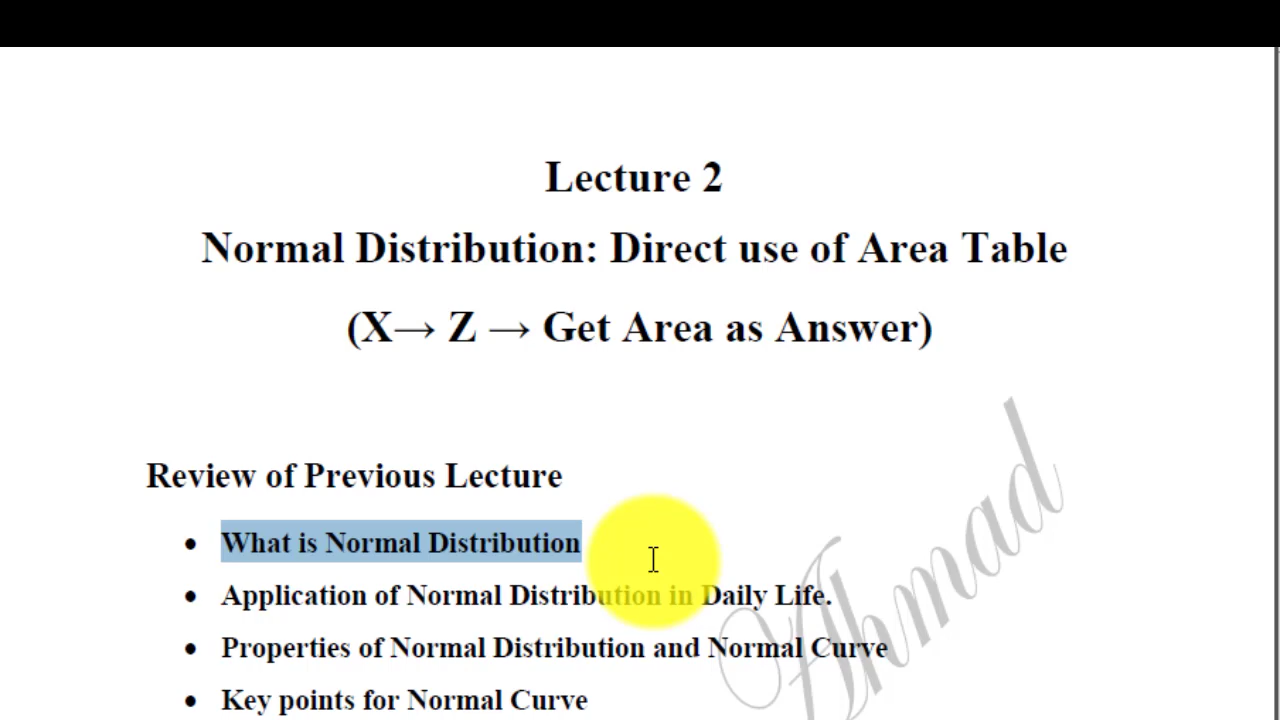 Lecture 2
Normal Distribution: Direct use of Area Table
(X→ Z → Get Area as Answer)
Review of Previous Lecture
• What is Normal Distribution
• Application of Normal Distribution in Daily Life.
• Properties of Normal Distribution and Normal Curve
• Key points for Normal Curve
Ahmad